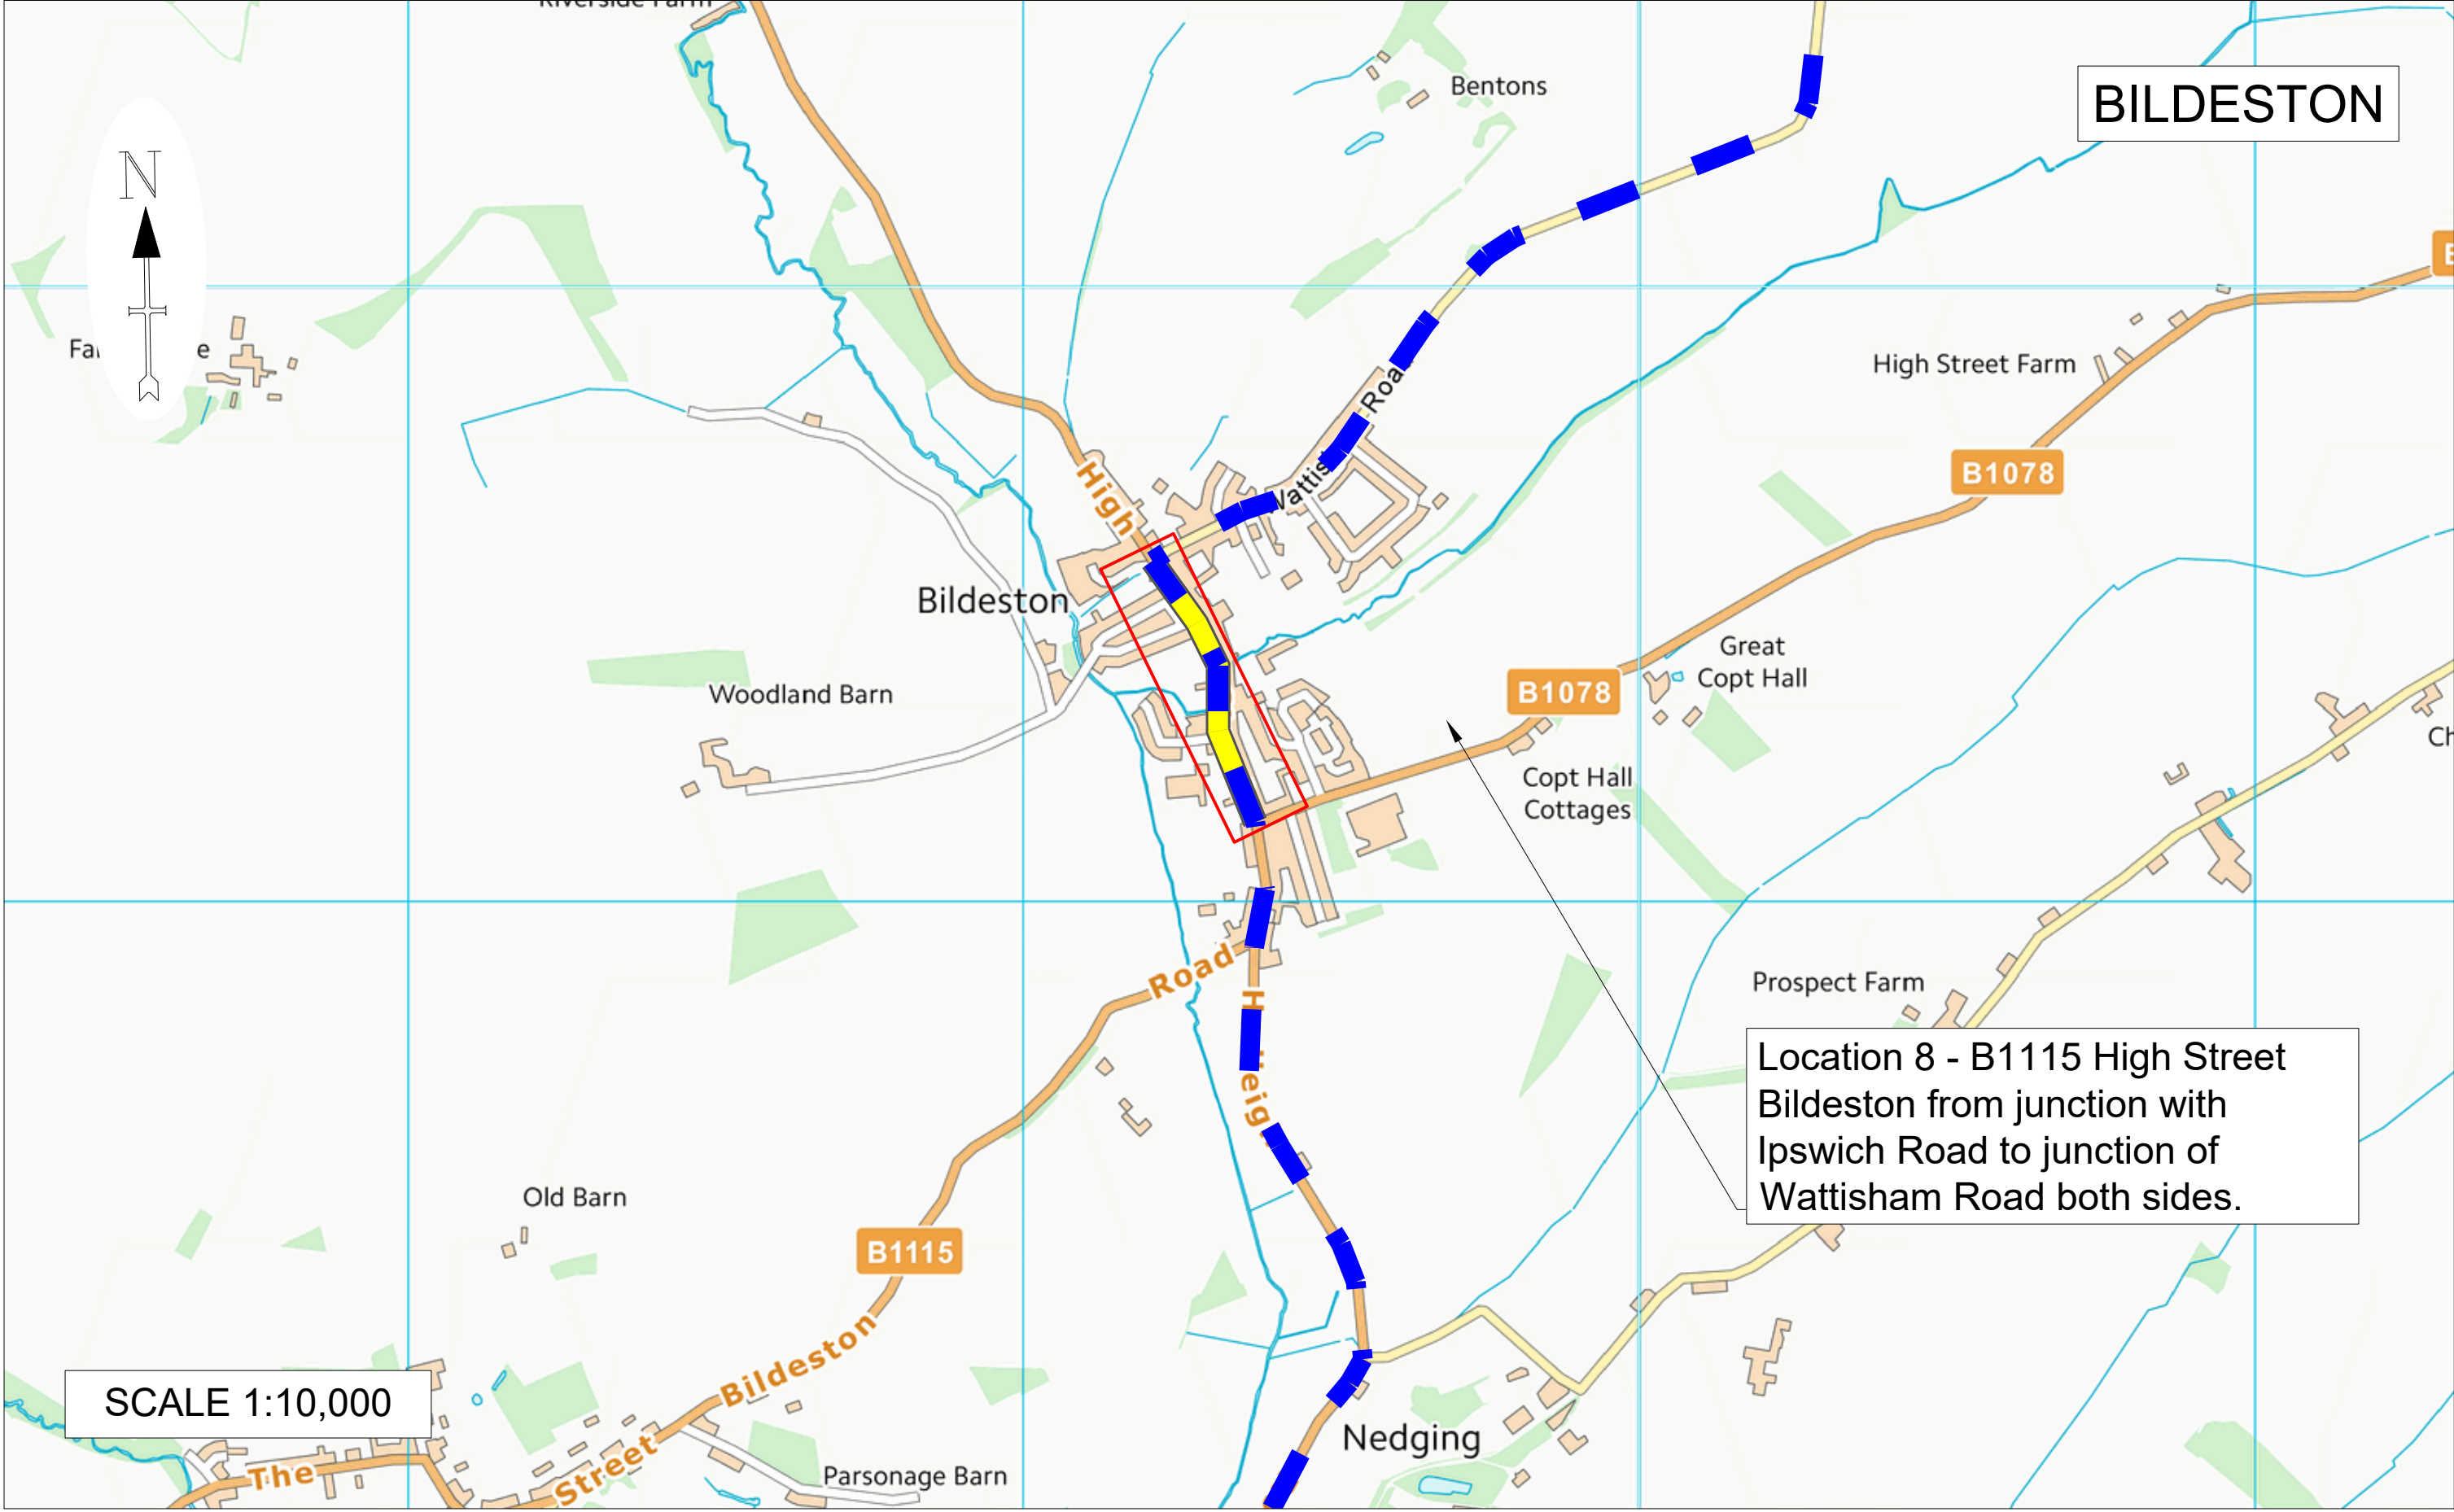 Bentons
BILDESTON
N
High Street Farm
B1078
High
Wattis
Roa
Bildeston
Great
Copt Hall
B1078
Woodland Barn
Copt Hall
Cottages
Road
Prospect Farm
Location 8 - B1115 High Street
Bildeston from junction with
Ipswich Road to junction of
Wattisham Road both sides.
Old Barn
B1115
Bildeston
SCALE 1:10,000
Nedging
The
Street
Parsonage Barn